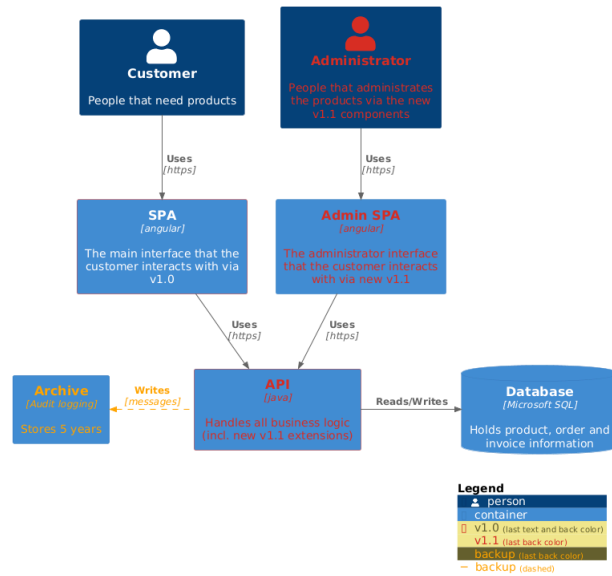 Customer
People that need products
Administrator
People that administrates
the products via the new
v1.1 components
Uses
[https]
Uses
[https]
SPA
[angular]
The main interface that the
customer interacts with via
v1.0
Admin SPA
[angular]
The administrator interface
that the customer interacts
with via new v1.1
Uses
[https]
Uses
[https]
Archive
[Audit logging]
Stores 5 years
Writes
[messages]
API
[java]
Handles all business logic
(incl. new v1.1 extensions)
Reads/Writes
Database
[Microsoft SQL]
Holds product, order and
invoice information
Legend
person
container
v1.0 (last text and back color)
v1.1 (last back color)
backup (last back color)
backup (dashed)